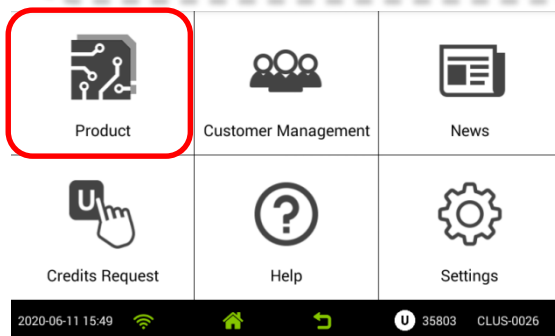 Product
Customer Management
News
U
Credits Request
?
Help
Settings
2020-06-11 15:49
U 35803 CLUS-0026